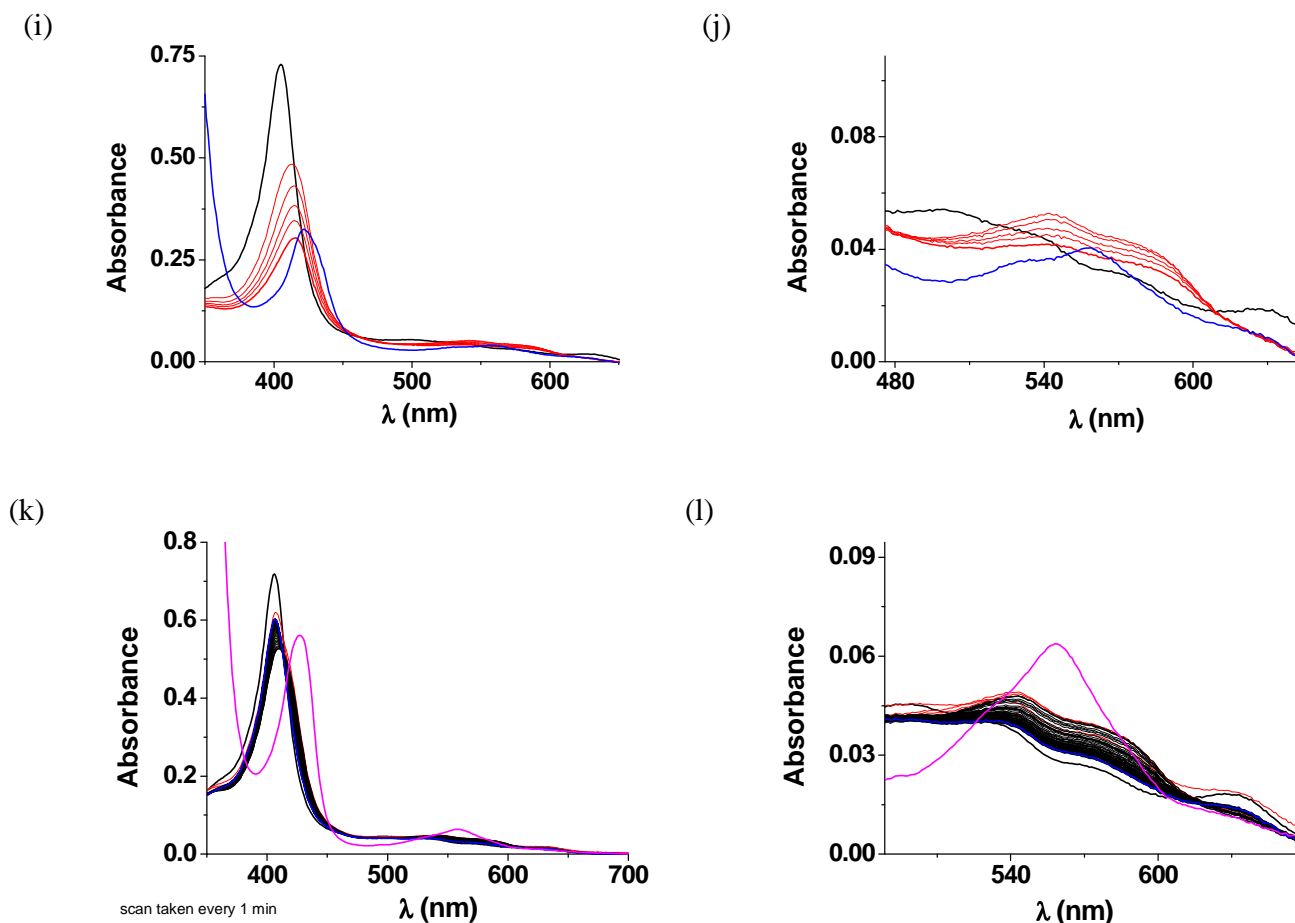 (i)
(j)
0.75
0.50
0.25
0.00
Absorbance
400
500
600
λ (nm)
0.08
0.04
0.00
Absorbance
480
540
600
λ (nm)
(k)
(l)
0.8
0.6
0.4
0.2
0.0
Absorbance
400
500
600
700
λ (nm)
scan taken every 1 min
0.09
0.06
0.03
0.00
Absorbance
540
600
λ (nm)